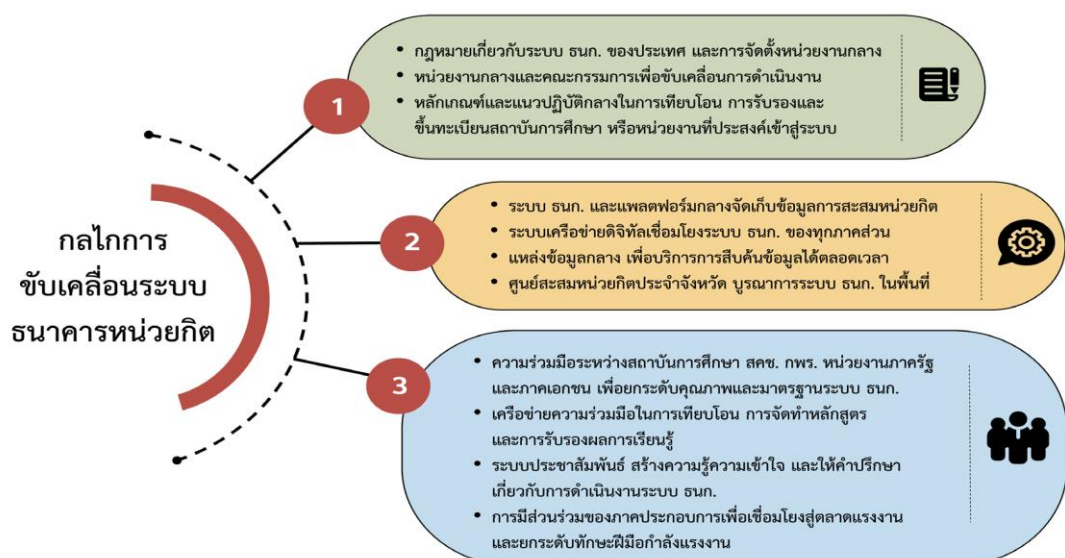 กลไกการ
ขับเคลื่อนระบบ
ธนาคารหน่วยกิต
1
• กฎหมายเกี่ยวกับระบบ ธนก. ของประเทศ และการจัดตั้งหน่วยงานกลาง
• หน่วยงานกลางและคณะกรรมการเพื่อขับเคลื่อนการดำเนินงาน
• หลักเกณฑ์และแนวปฏิบัติกลางในการเทียบโอน การรับรองและ
ขึ้นทะเบียนสถาบันการศึกษา หรือหน่วยงานที่ประสงค์เข้าสู่ระบบ
2
• ระบบ ธนก. และแพลตฟอร์มกลางจัดเก็บข้อมูลการสะสมหน่วยกิต
• ระบบเครือข่ายดิจิทัลเชื่อมโยงระบบ ธนก. ของทุกภาคส่วน
• แหล่งข้อมูลกลาง เพื่อบริการการสืบค้นข้อมูลได้ตลอดเวลา
• ศูนย์สะสมหน่วยกิตประจำจังหวัด บูรณาการระบบ ธนก. ในพื้นที่
3
• ความร่วมมือระหว่างสถาบันการศึกษา สคช. กพร. หน่วยงานภาครัฐ
และภาคเอกชน เพื่อยกระดับคุณภาพและมาตรฐานระบบ ธนก.
• เครือข่ายความร่วมมือในการเทียบโอน การจัดทำหลักสูตร
และการรับรองผลการเรียนรู้
• ระบบประชาสัมพันธ์ สร้างความรู้ความเข้าใจ และให้คำปรึกษา
เกี่ยวกับการดำเนินงานระบบ ธนก.
• การมีส่วนร่วมของภาคประกอบการเพื่อเชื่อมโยงสู่ตลาดแรงงาน
และยกระดับทักษะฝีมือกำลังแรงงาน